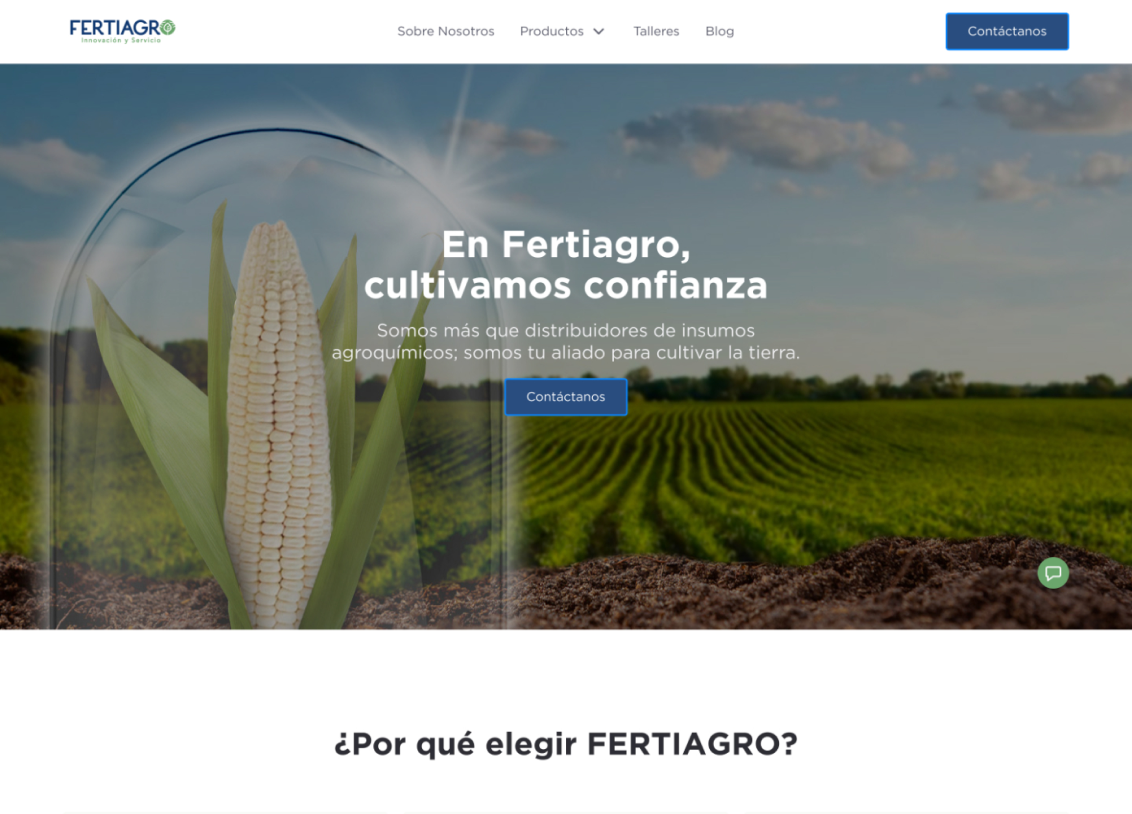 FERTIAGRO
Innovación y Servicio
Sobre Nosotros
Productos
Talleres
Blog
Contáctanos
En Fertiagro,
cultivamos confianza
Somos más que distribuidores de insumos
agroquímicos; somos tu aliado para cultivar la tierra.
Contáctanos
¿Por qué elegir FERTIAGRO?